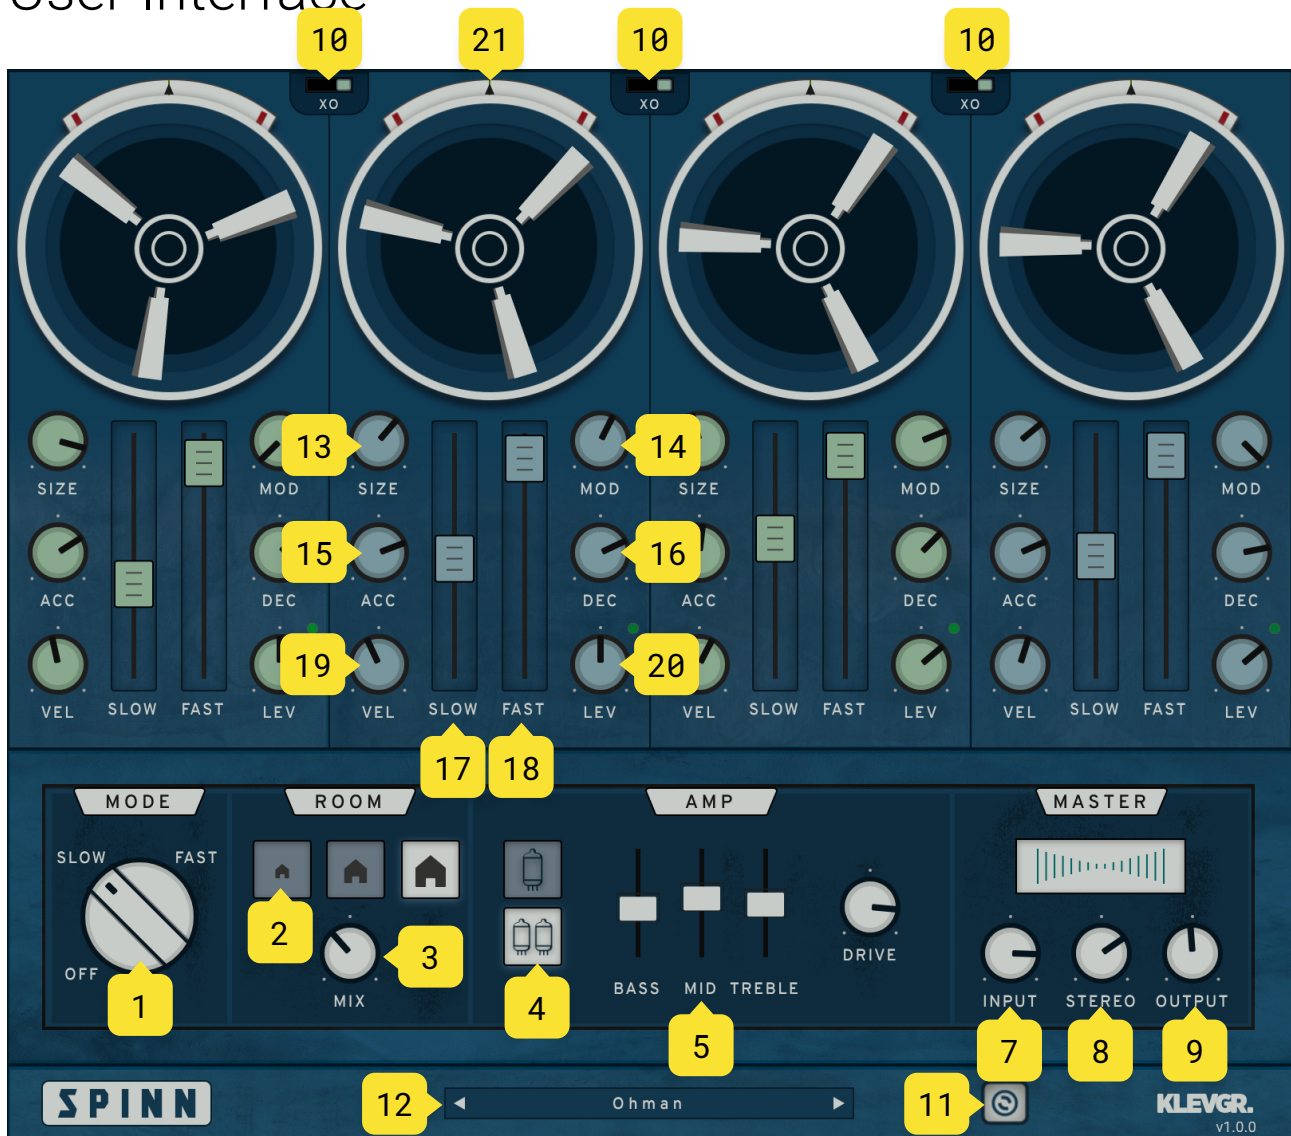 User Interface
10 21 10 10
XO XO XO
13 14
SIZE MOD SIZE MOD SIZE MOD SIZE MOD
15 16
ACC DEC ACC DEC ACC DEC ACC DEC
19 20
VEL SLOW FAST LEV VEL SLOW FAST LEV VEL SLOW FAST LEV VEL SLOW FAST LEV
17 18
MODE ROOM AMP MASTER
SLOW FAST
2
3
OFF
1
MIX
4
BASS MID TREBLE
5
DRIVE
INPUT STEREO OUTPUT
7 8 9
SPINN
12 Ohman 11
KLEVGR.
v1.0.0